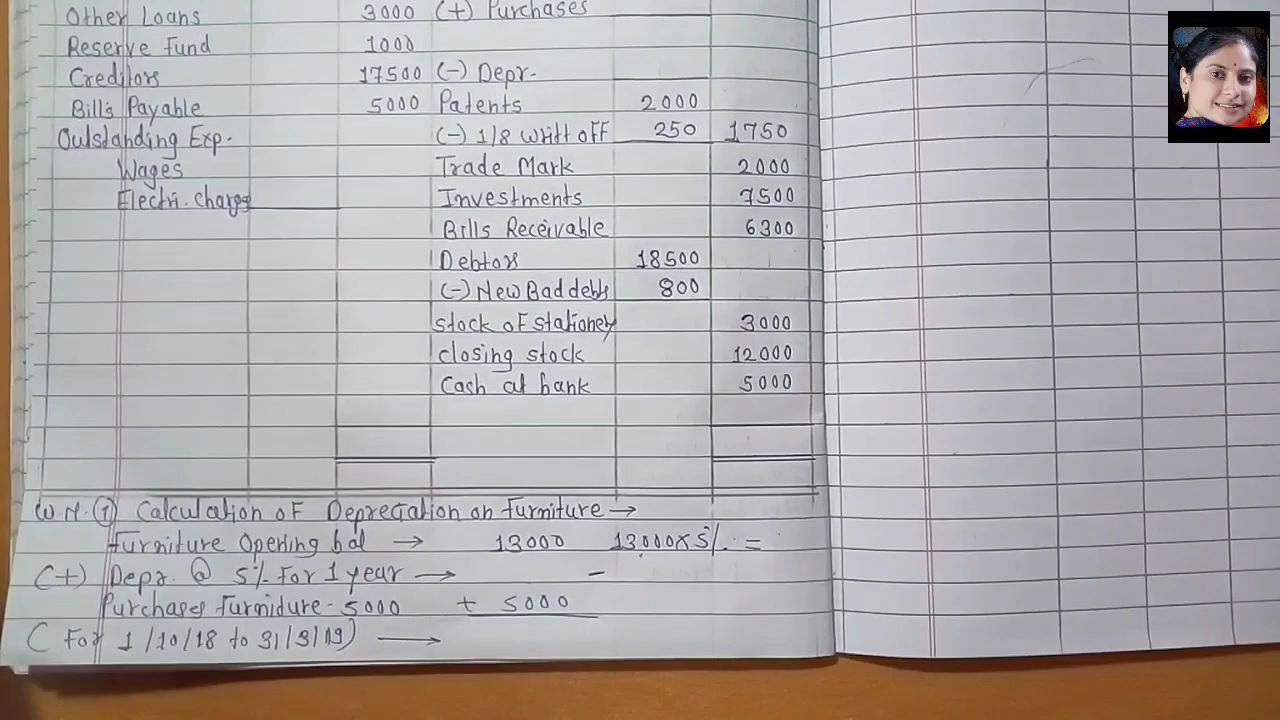 Other Loans 3000 (+) Purchases
Reserve Fund 1000
Creditors 17500 (-) Depr.
Bills Payable 5000 Patents 2000
Outstanding Exp. (-) 1/8 writt off 250 1750
Wages Trade Mark 2000
Electri. charges Investments 7500
Bills Receivable 6300
Debtors 18500
(-) New Bad debts 800
Stock of stationey 3000
closing stock 12000
Cash at bank 5000
W.N. (1) Calculation of Depreciation on Furniture →
Furniture Opening bal → 13000 13000x5%. =
(+) Depr. @ 5% For 1 year → -
Purchases Furniture - 5000 + 5000
(For 1/10/18 to 31/3/19) →